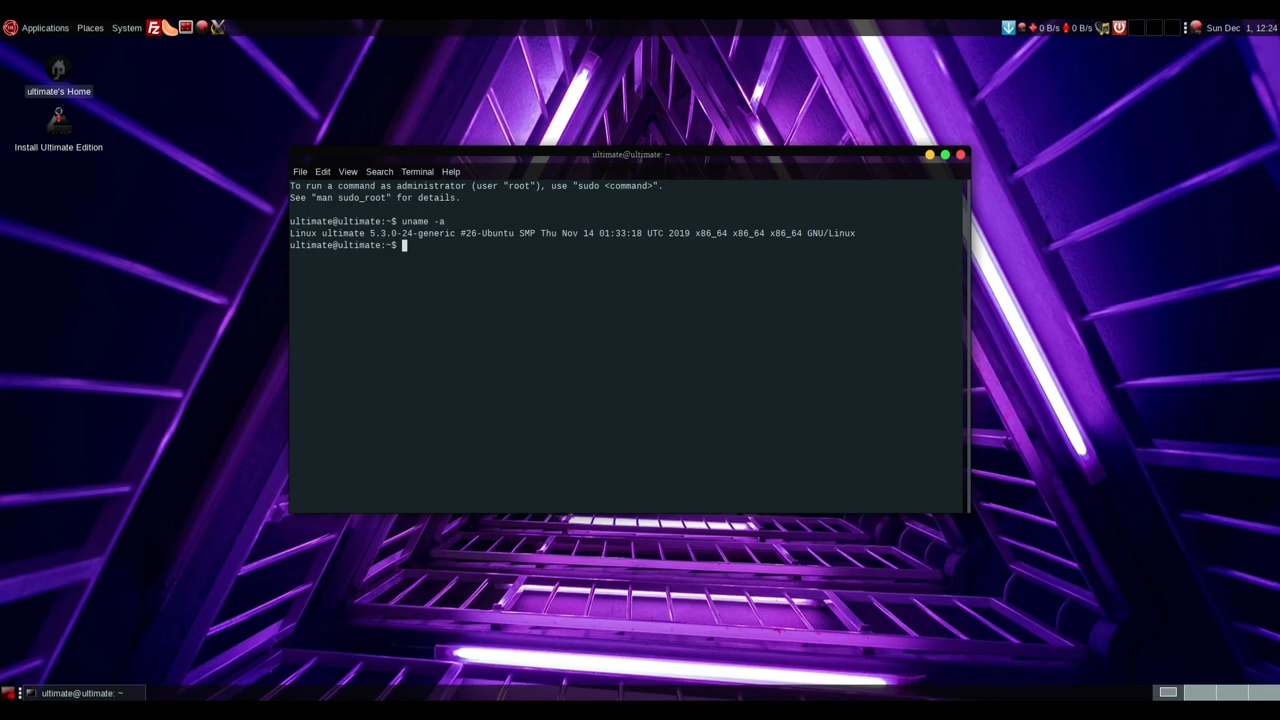 Applications Places System
0 B/s 0 B/s Sun Dec 1, 12:24
ultimate's Home
Install Ultimate Edition
ultimate@ultimate: ~
File Edit View Search Terminal Help
To run a command as administrator (user "root"), use "sudo <command>".
See "man sudo_root" for details.
ultimate@ultimate:~$ uname -a
Linux ultimate 5.3.0-24-generic #26-Ubuntu SMP Thu Nov 14 01:33:18 UTC 2019 x86_64 x86_64 x86_64 GNU/Linux
ultimate@ultimate:~$
ultimate@ultimate: ~